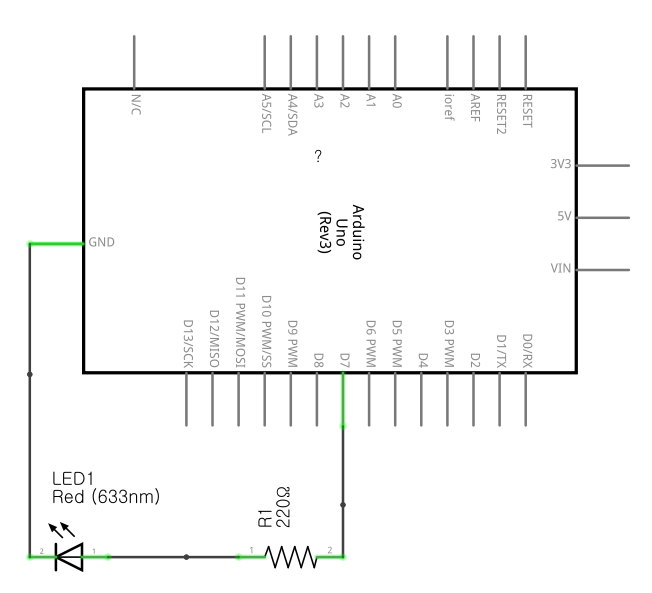 N/C
A5/SCL
A4/SDA
A3
A2
A1
A0
ioref
AREF
RESET2
RESET
?
3V3
5V
VIN
Arduino
Uno
(Rev3)
GND
D13/SCK
D12/MISO
D11 PWM/MOSI
D10 PWM/SS
D9 PWM
D8
D7
D6 PWM
D5 PWM
D4
D3 PWM
D2
D1/TX
D0/RX
LED1
Red (633nm)
R1
220Ω
2
1
1
2